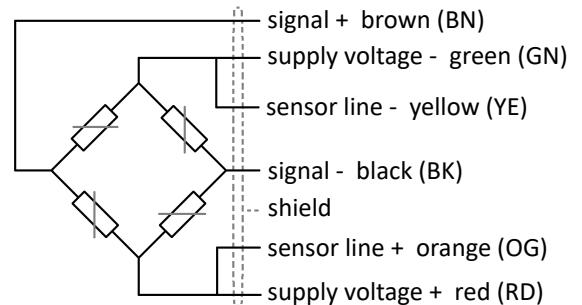 signal + brown (BN)
supply voltage - green (GN)
sensor line - yellow (YE)
signal - black (BK)
shield
sensor line + orange (OG)
supply voltage + red (RD)